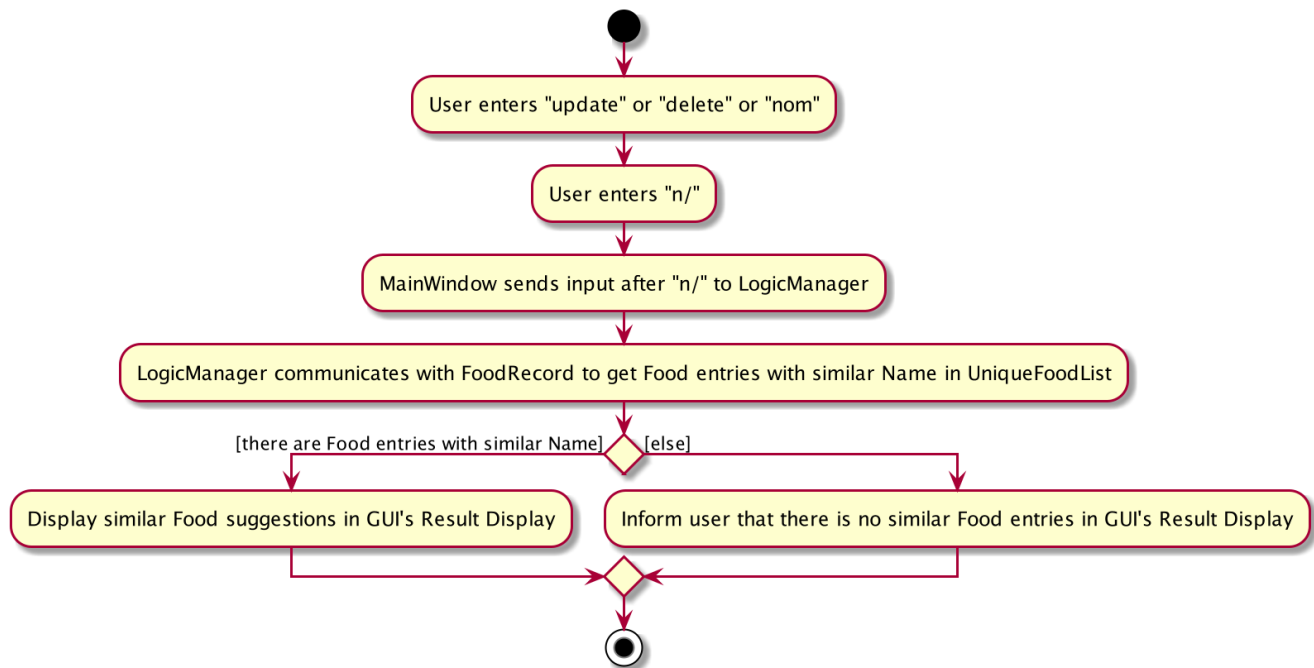 User enters "update" or "delete" or "nom"
User enters "n/"
MainWindow sends input after "n/" to LogicManager
LogicManager communicates with FoodRecord to get Food entries with similar Name in UniqueFoodList
[there are Food entries with similar Name]
[else]
Display similar Food suggestions in GUI's Result Display
Inform user that there is no similar Food entries in GUI's Result Display